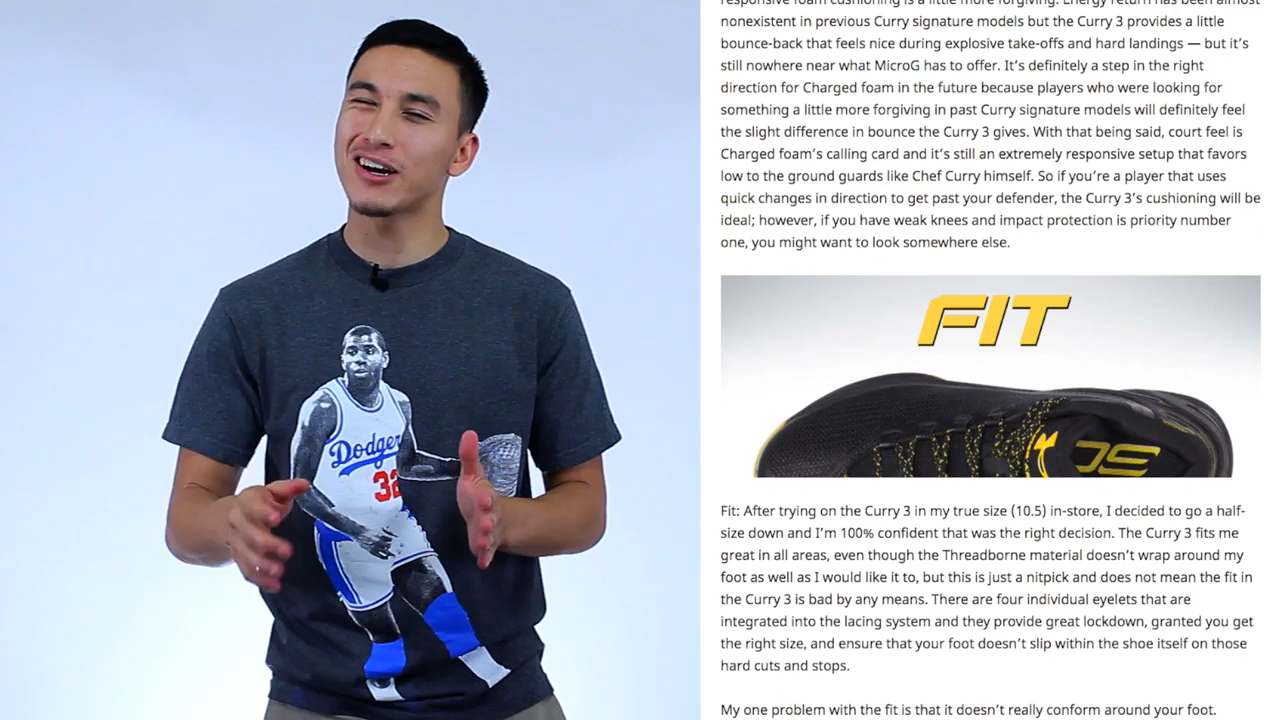 responsive foam cushioning is a little more forgiving. Energy return has been almost
nonexistent in previous Curry signature models but the Curry 3 provides a little
bounce-back that feels nice during explosive take-offs and hard landings — but it’s
still nowhere near what MicroG has to offer. It’s definitely a step in the right
direction for Charged foam in the future because players who were looking for
something a little more forgiving in past Curry signature models will definitely feel
the slight difference in bounce the Curry 3 gives. With that being said, court feel is
Charged foam’s calling card and it’s still an extremely responsive setup that favors
low to the ground guards like Chef Curry himself. So if you’re a player that uses
quick changes in direction to get past your defender, the Curry 3’s cushioning will be
ideal; however, if you have weak knees and impact protection is priority number
one, you might want to look somewhere else.
FIT
Dodger
32
SC
Fit: After trying on the Curry 3 in my true size (10.5) in-store, I decided to go a half-
size down and I’m 100% confident that was the right decision. The Curry 3 fits me
great in all areas, even though the Threadborne material doesn’t wrap around my
foot as well as I would like it to, but this is just a nitpick and does not mean the fit in
the Curry 3 is bad by any means. There are four individual eyelets that are
integrated into the lacing system and they provide great lockdown, granted you get
the right size, and ensure that your foot doesn’t slip within the shoe itself on those
hard cuts and stops.
My one problem with the fit is that it doesn’t really conform around your foot.